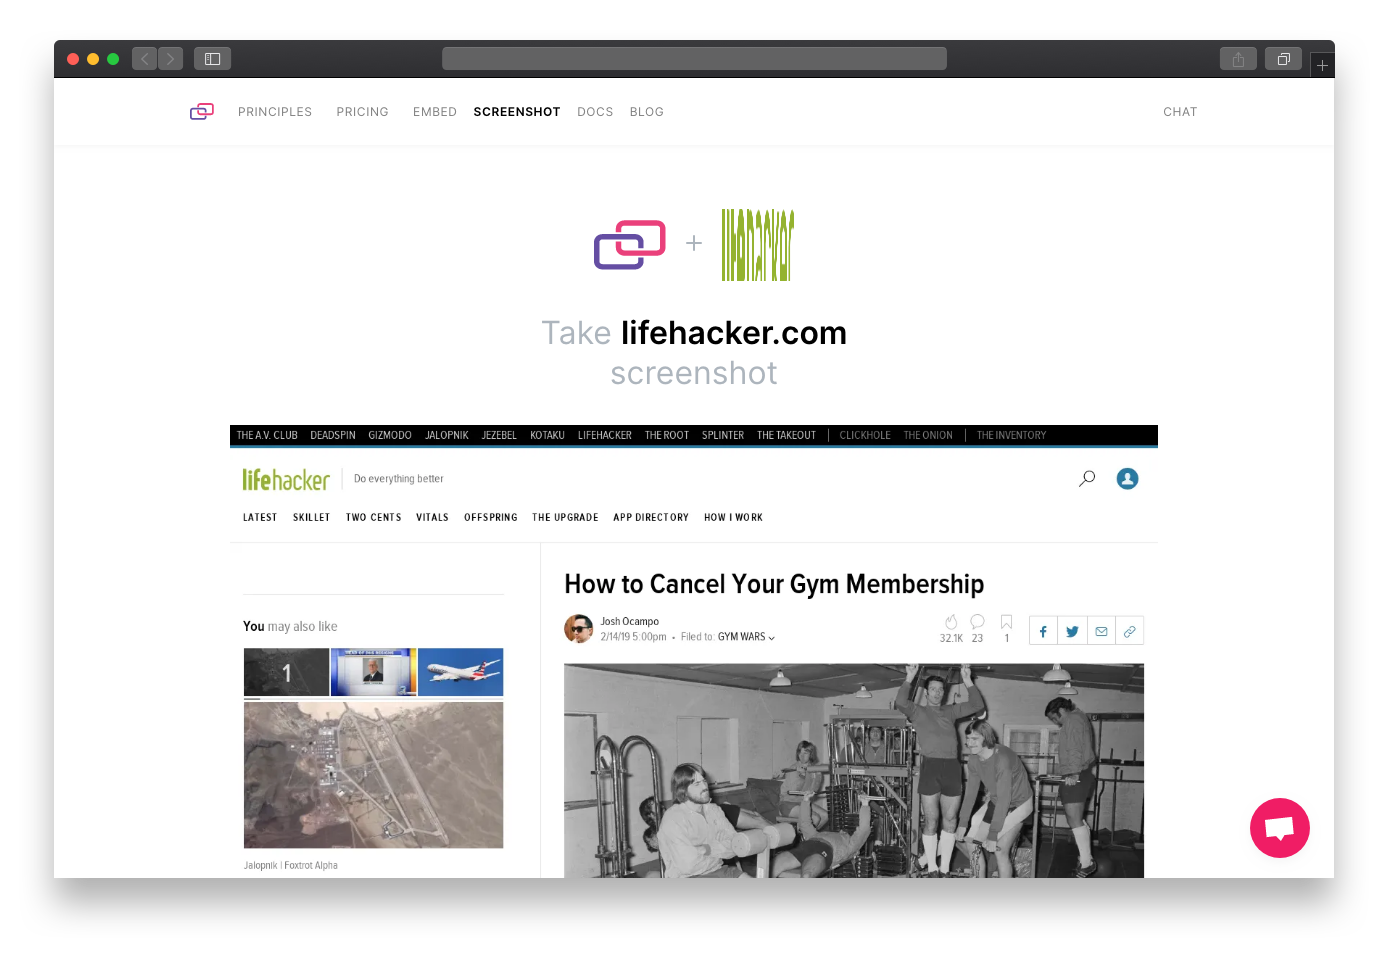 PRINCIPLES PRICING EMBED SCREENSHOT DOCS BLOG CHAT
+ lifehacker
Take lifehacker.com
screenshot
THE A.V. CLUB DEADSPIN GIZMODO JALOPNIK JEZEBEL KOTAKU LIFEHACKER THE ROOT SPLINTER THE TAKEOUT | CLICKHOLE THE ONION | THE INVENTORY
lifehacker | Do everything better
LATEST SKILLET TWO CENTS VITALS OFFSPRING THE UPGRADE APP DIRECTORY HOW I WORK
How to Cancel Your Gym Membership
Josh Ocampo
2/14/19 5:00pm • Filed to: GYM WARS
32.1K 23 1
You may also like
1
Jalopnik | Foxtrot Alpha